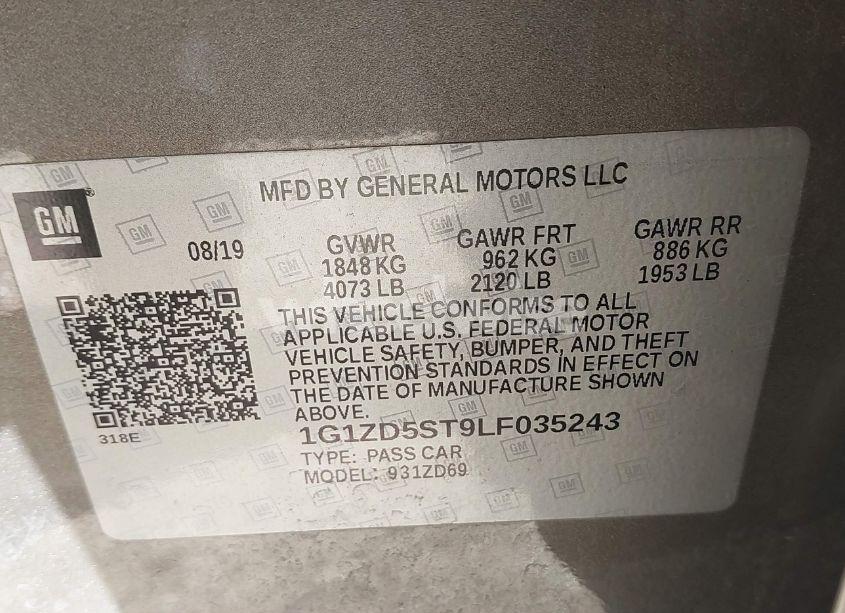 MFD BY GENERAL MOTORS LLC
GM
08/19
GVWR
1848 KG
4073 LB
GAWR FRT
962 KG
2120 LB
GAWR RR
886 KG
1953 LB
THIS VEHICLE CONFORMS TO ALL
APPLICABLE U.S. FEDERAL MOTOR
VEHICLE SAFETY, BUMPER, AND THEFT
PREVENTION STANDARDS IN EFFECT ON
THE DATE OF MANUFACTURE SHOWN
ABOVE.
318E
1G1ZD5ST9LF035243
TYPE: PASS CAR
MODEL: 931ZD69